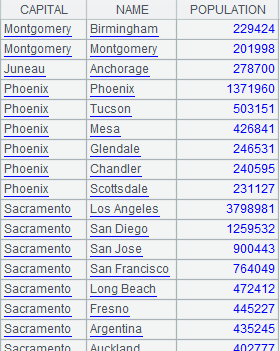 CAPITAL NAME POPULATION
Montgomery Birmingham 229424
Montgomery Montgomery 201998
Juneau Anchorage 278700
Phoenix Phoenix 1371960
Phoenix Tucson 503151
Phoenix Mesa 426841
Phoenix Glendale 246531
Phoenix Chandler 240595
Phoenix Scottsdale 231127
Sacramento Los Angeles 3798981
Sacramento San Diego 1259532
Sacramento San Jose 900443
Sacramento San Francisco 764049
Sacramento Long Beach 472412
Sacramento Fresno 445227
Sacramento Argentina 435245
Sacramento Auckland 402777